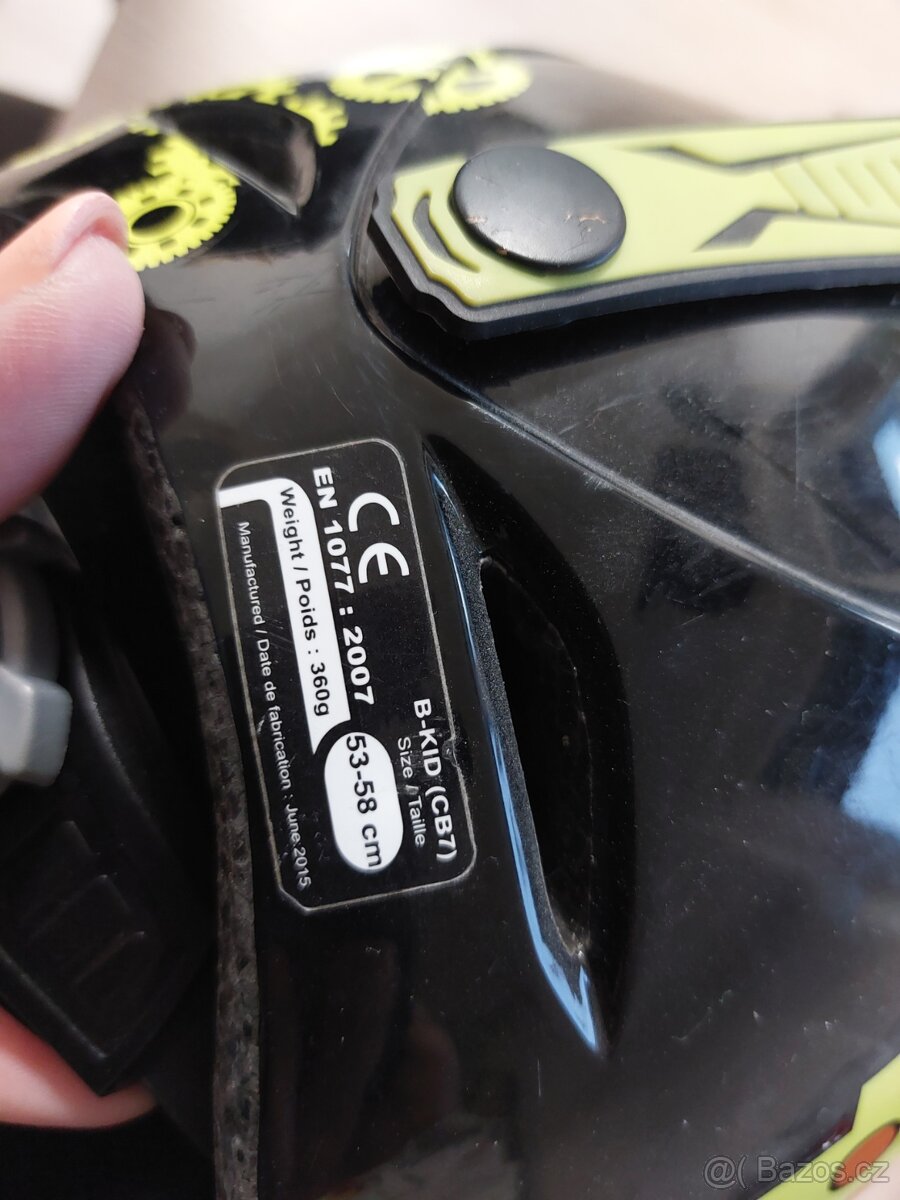 B-KID (CB7)
Size / Taille
CE
EN 1077 : 2007
53-58 cm
Weight / Poids : 360g
Manufactured / Date de fabrication : June 2015
@( Bazos.cz